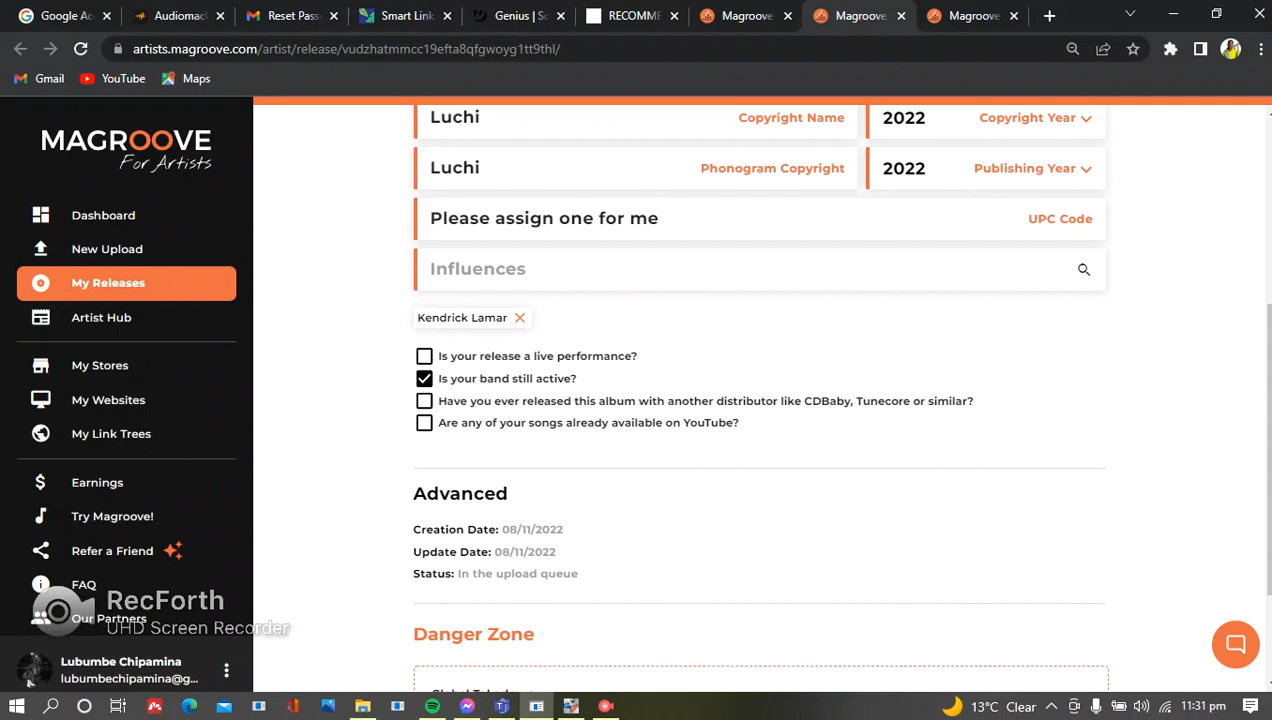 Google Ac
Audiomac
Reset Pass
Smart Link
Genius | S
RECOMME
Magroove
Magroove
Magroove
artists.magroove.com/artist/release/vudzhatmmcc19efta8qfgwoyg1tt9thl/
Gmail
YouTube
Maps
MAGROOVE
For Artists
Dashboard
New Upload
My Releases
Artist Hub
My Stores
My Websites
My Link Trees
Earnings
Try Magroove!
Refer a Friend
FAQ
Our Partners
RecForth
UHD Screen Recorder
Lubumbe Chipamina
lubumbechipamina@g...
Luchi Copyright Name 2022 Copyright Year
Luchi Phonogram Copyright 2022 Publishing Year
Please assign one for me UPC Code
Influences
Kendrick Lamar
Is your release a live performance?
Is your band still active?
Have you ever released this album with another distributor like CDBaby, Tunecore or similar?
Are any of your songs already available on YouTube?
Advanced
Creation Date: 08/11/2022
Update Date: 08/11/2022
Status: In the upload queue
Danger Zone
13°C Clear
11:31 pm